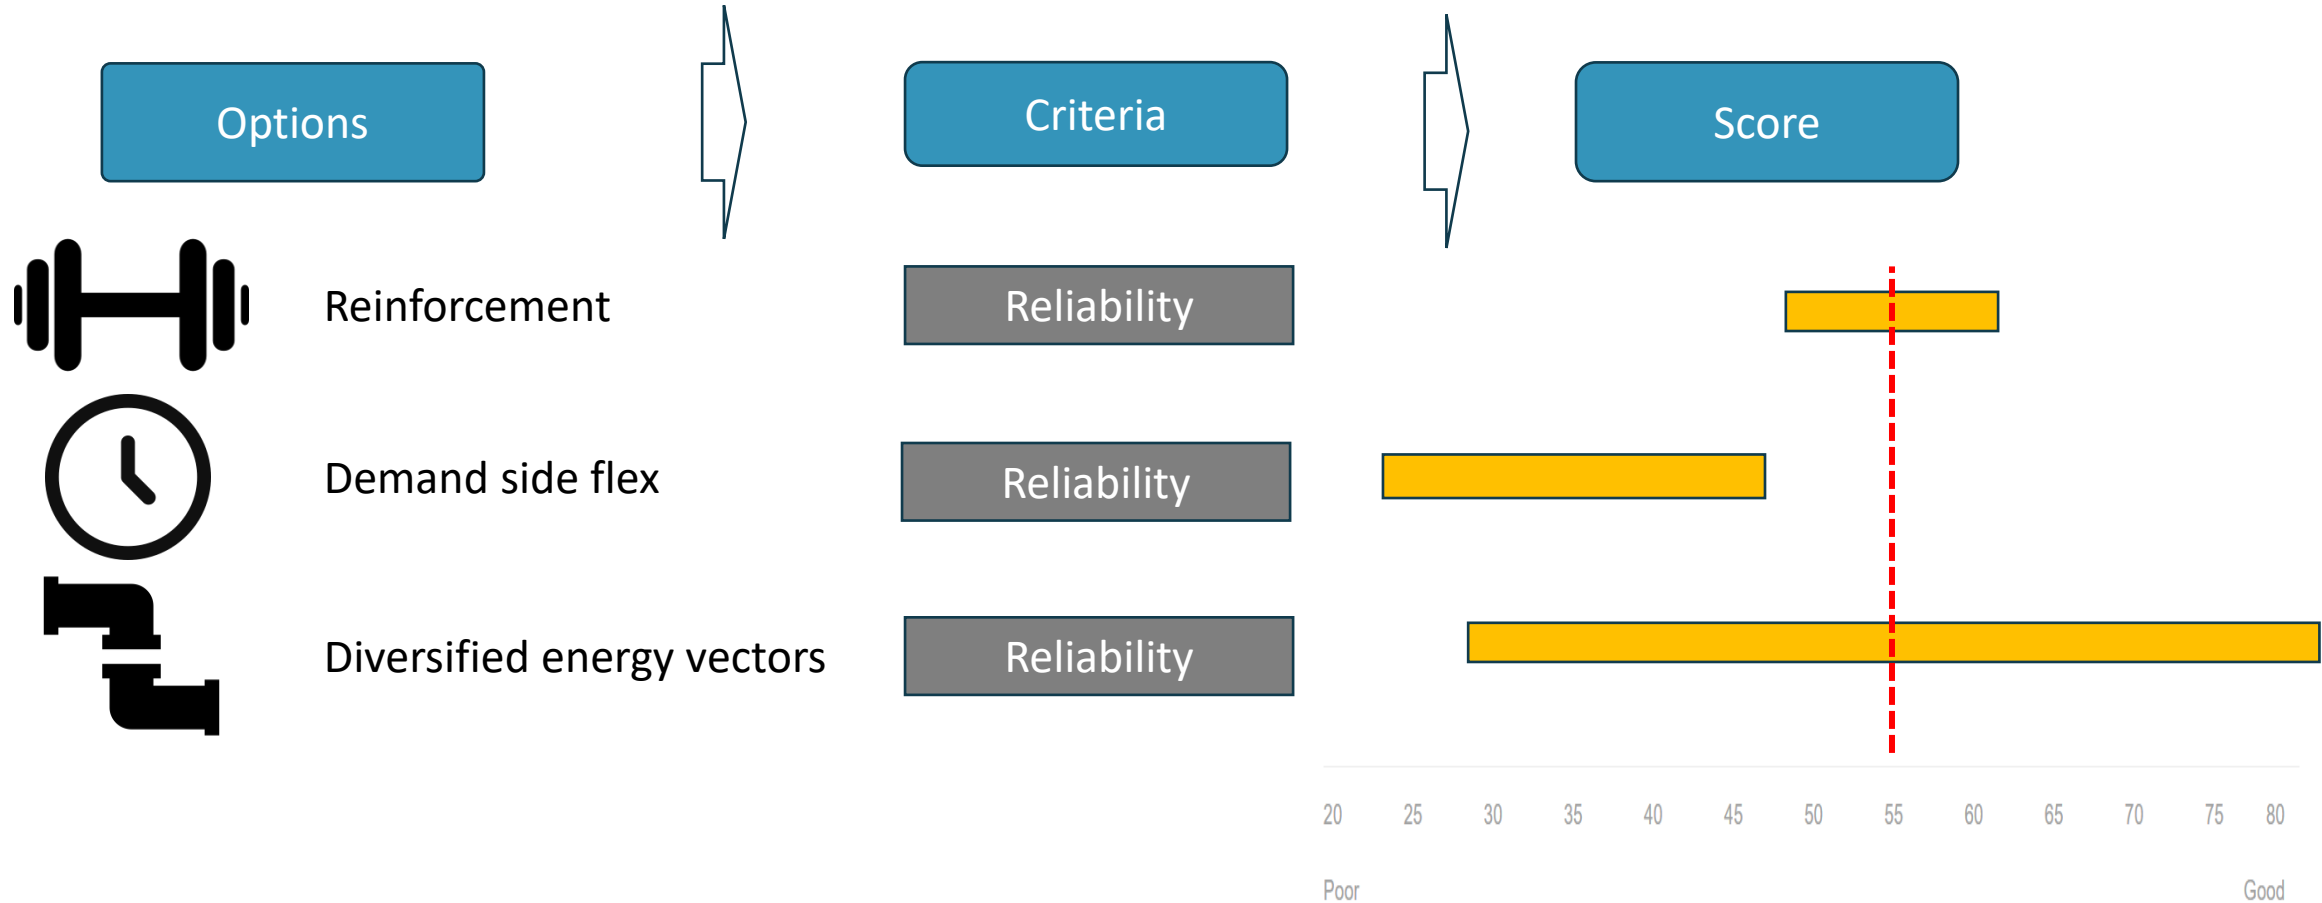 Options
Criteria
Score
Reinforcement
Reliability
Demand side flex
Reliability
Diversified energy vectors
Reliability
20 25 30 35 40 45 50 55 60 65 70 75 80
Poor Good